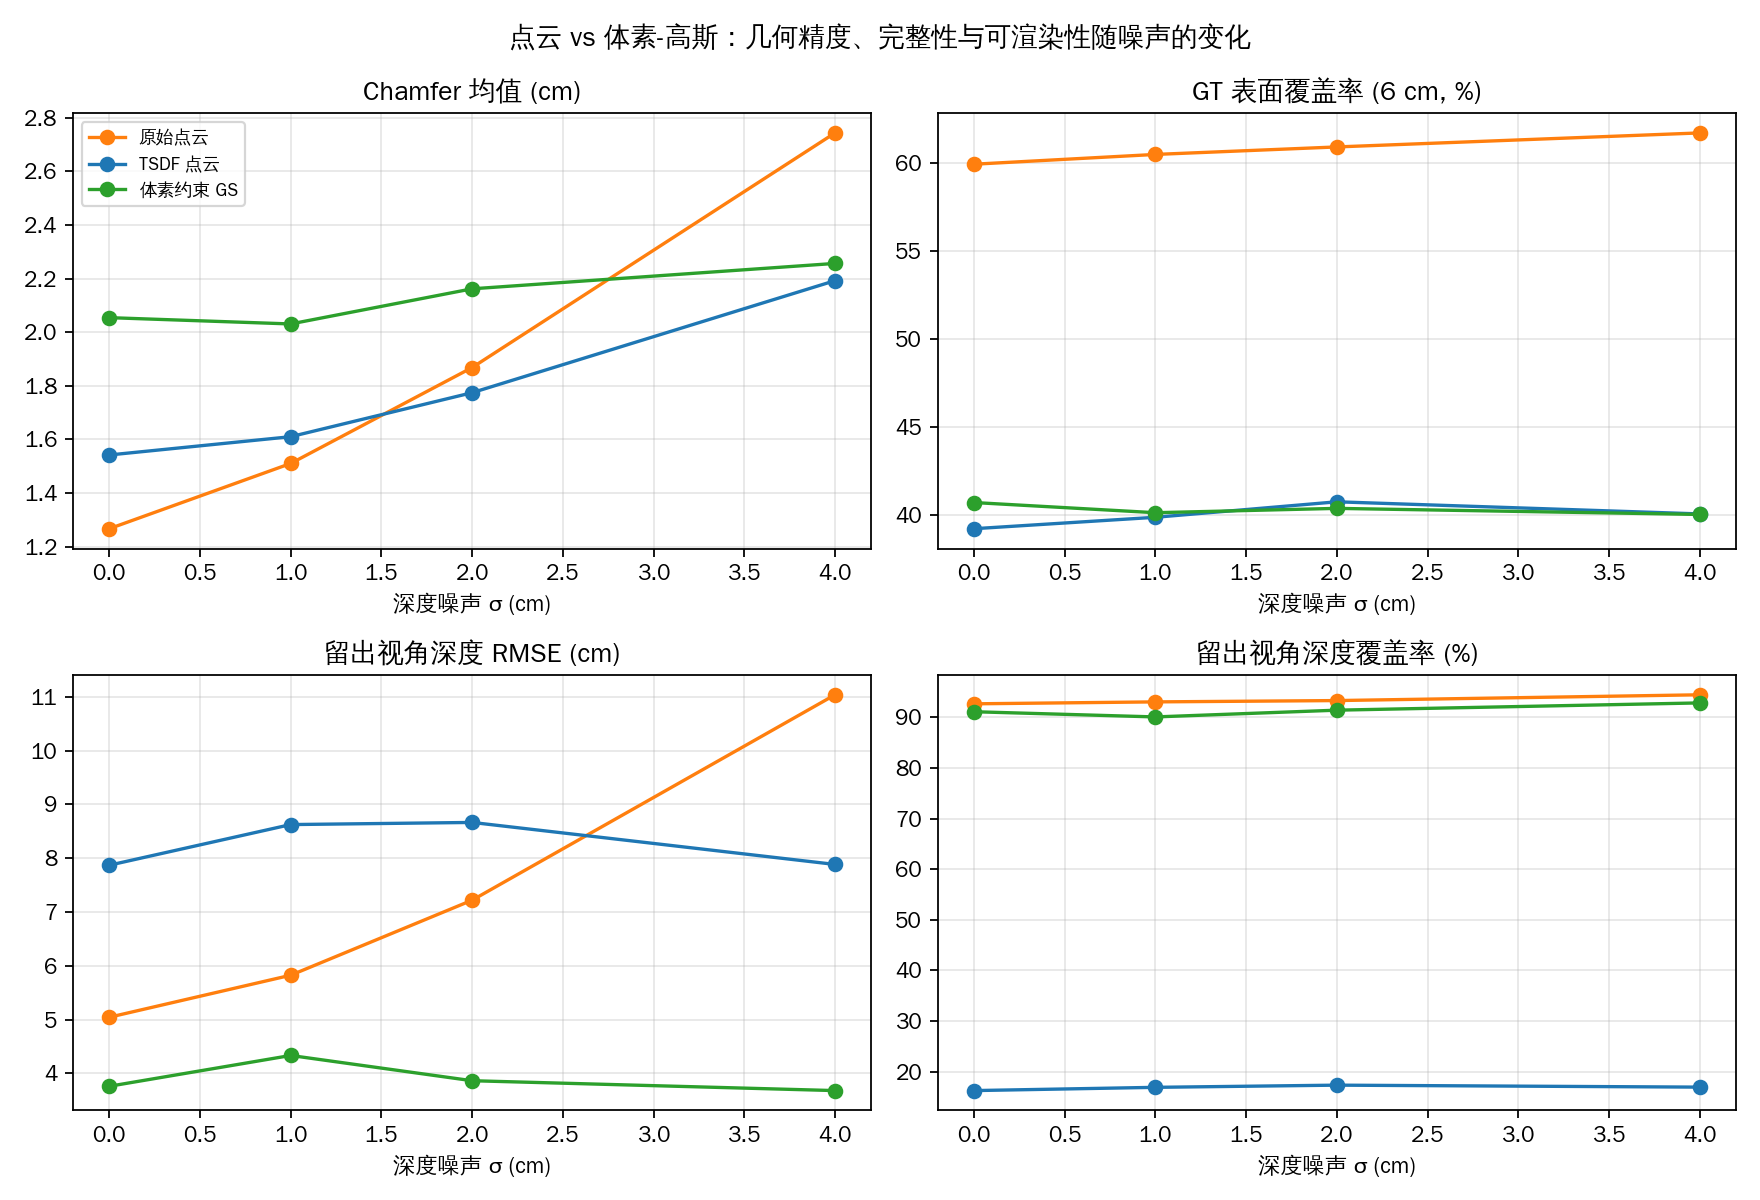 点云 vs 体素-高斯：几何精度、完整性与可渲染性随噪声的变化
Chamfer 均值 (cm)
2.8
2.6
2.4
2.2
2.0
1.8
1.6
1.4
1.2
原始点云
TSDF 点云
体素约束 GS
0.0 0.5 1.0 1.5 2.0 2.5 3.0 3.5 4.0
深度噪声 σ (cm)
GT 表面覆盖率 (6 cm, %)
60
55
50
45
40
0.0 0.5 1.0 1.5 2.0 2.5 3.0 3.5 4.0
深度噪声 σ (cm)
留出视角深度 RMSE (cm)
11
10
9
8
7
6
5
4
0.0 0.5 1.0 1.5 2.0 2.5 3.0 3.5 4.0
深度噪声 σ (cm)
留出视角深度覆盖率 (%)
90
80
70
60
50
40
30
20
0.0 0.5 1.0 1.5 2.0 2.5 3.0 3.5 4.0
深度噪声 σ (cm)